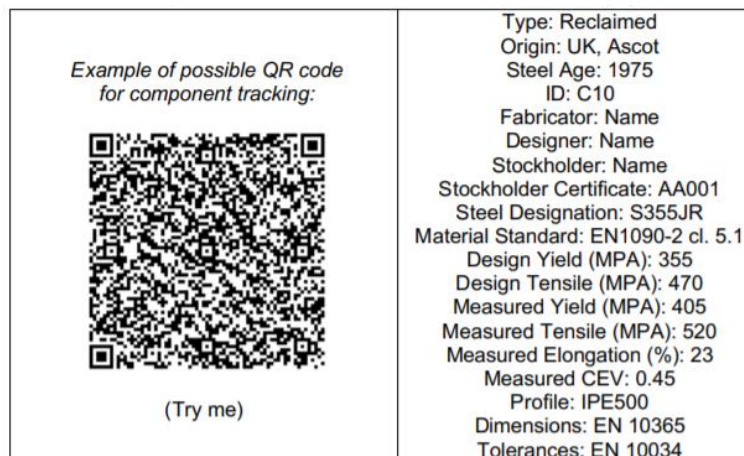 Example of possible QR code
for component tracking:
(Try me)
Type: Reclaimed
Origin: UK, Ascot
Steel Age: 1975
ID: C10
Fabricator: Name
Designer: Name
Stockholder: Name
Stockholder Certificate: AA001
Steel Designation: S355JR
Material Standard: EN1090-2 cl. 5.1
Design Yield (MPA): 355
Design Tensile (MPA): 470
Measured Yield (MPA): 405
Measured Tensile (MPA): 520
Measured Elongation (%): 23
Measured CEV: 0.45
Profile: IPE500
Dimensions: EN 10365
Tolerances: EN 10034